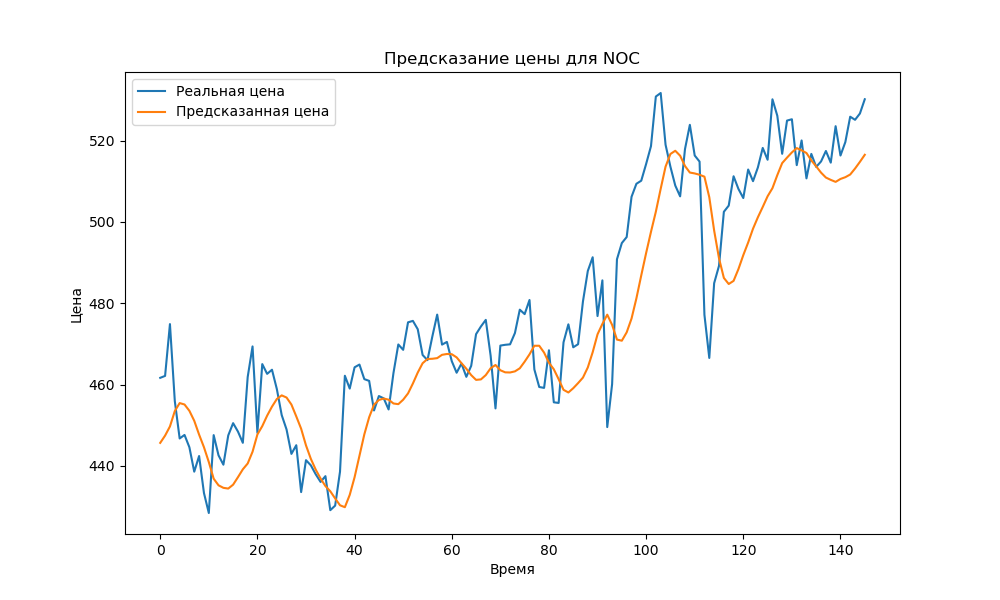 Предсказание цены для NOC
Реальная цена
Предсказанная цена
Цена
520
500
480
460
440
0 20 40 60 80 100 120 140
Время